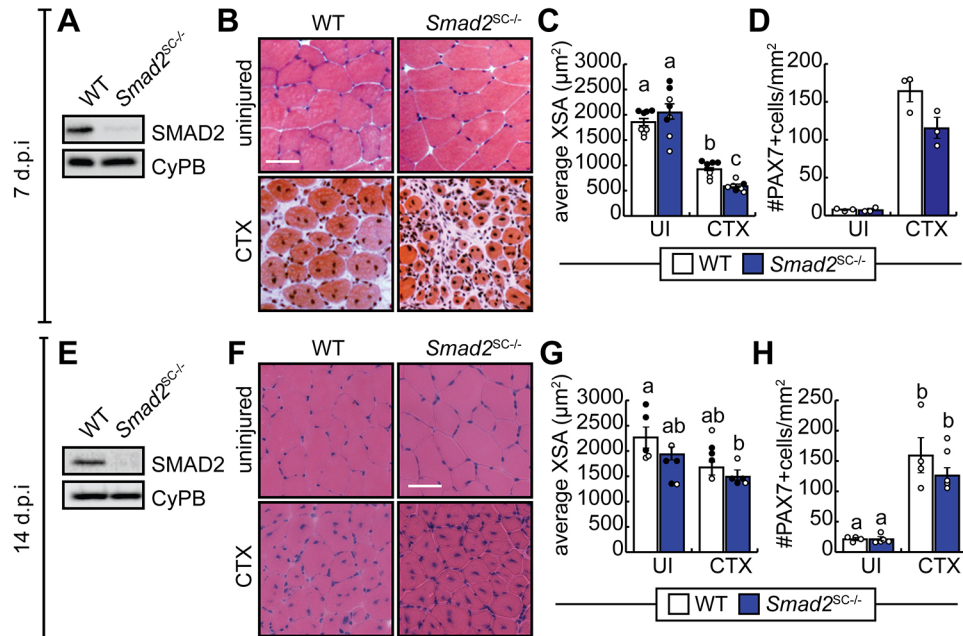 A
B
C
D
WT
Smad2SC-/-
WT
Smad2SC-/-
SMAD2
CyPB
7 d.p.i
uninjured
CTX
average XSA (μm²)
3000
2500
2000
1500
1000
500
0
a
a
b
c
UI
CTX
#PAX7+cells/mm²
200
150
100
50
0
UI
CTX
WT
Smad2SC-/-
E
F
G
H
WT
Smad2SC-/-
WT
Smad2SC-/-
SMAD2
CyPB
14 d.p.i
uninjured
CTX
average XSA (μm²)
3000
2500
2000
1500
1000
500
0
a
ab
ab
b
UI
CTX
#PAX7+cells/mm²
250
200
150
100
50
0
a
a
b
b
UI
CTX
WT
Smad2SC-/-